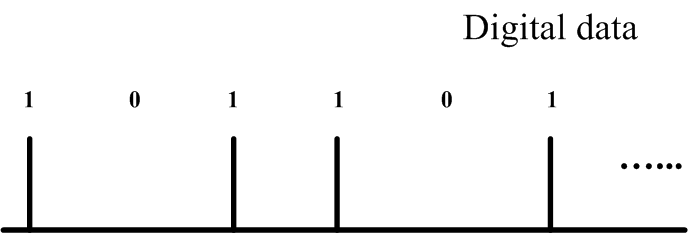 Digital data
1 0 1 1 0 1
…...